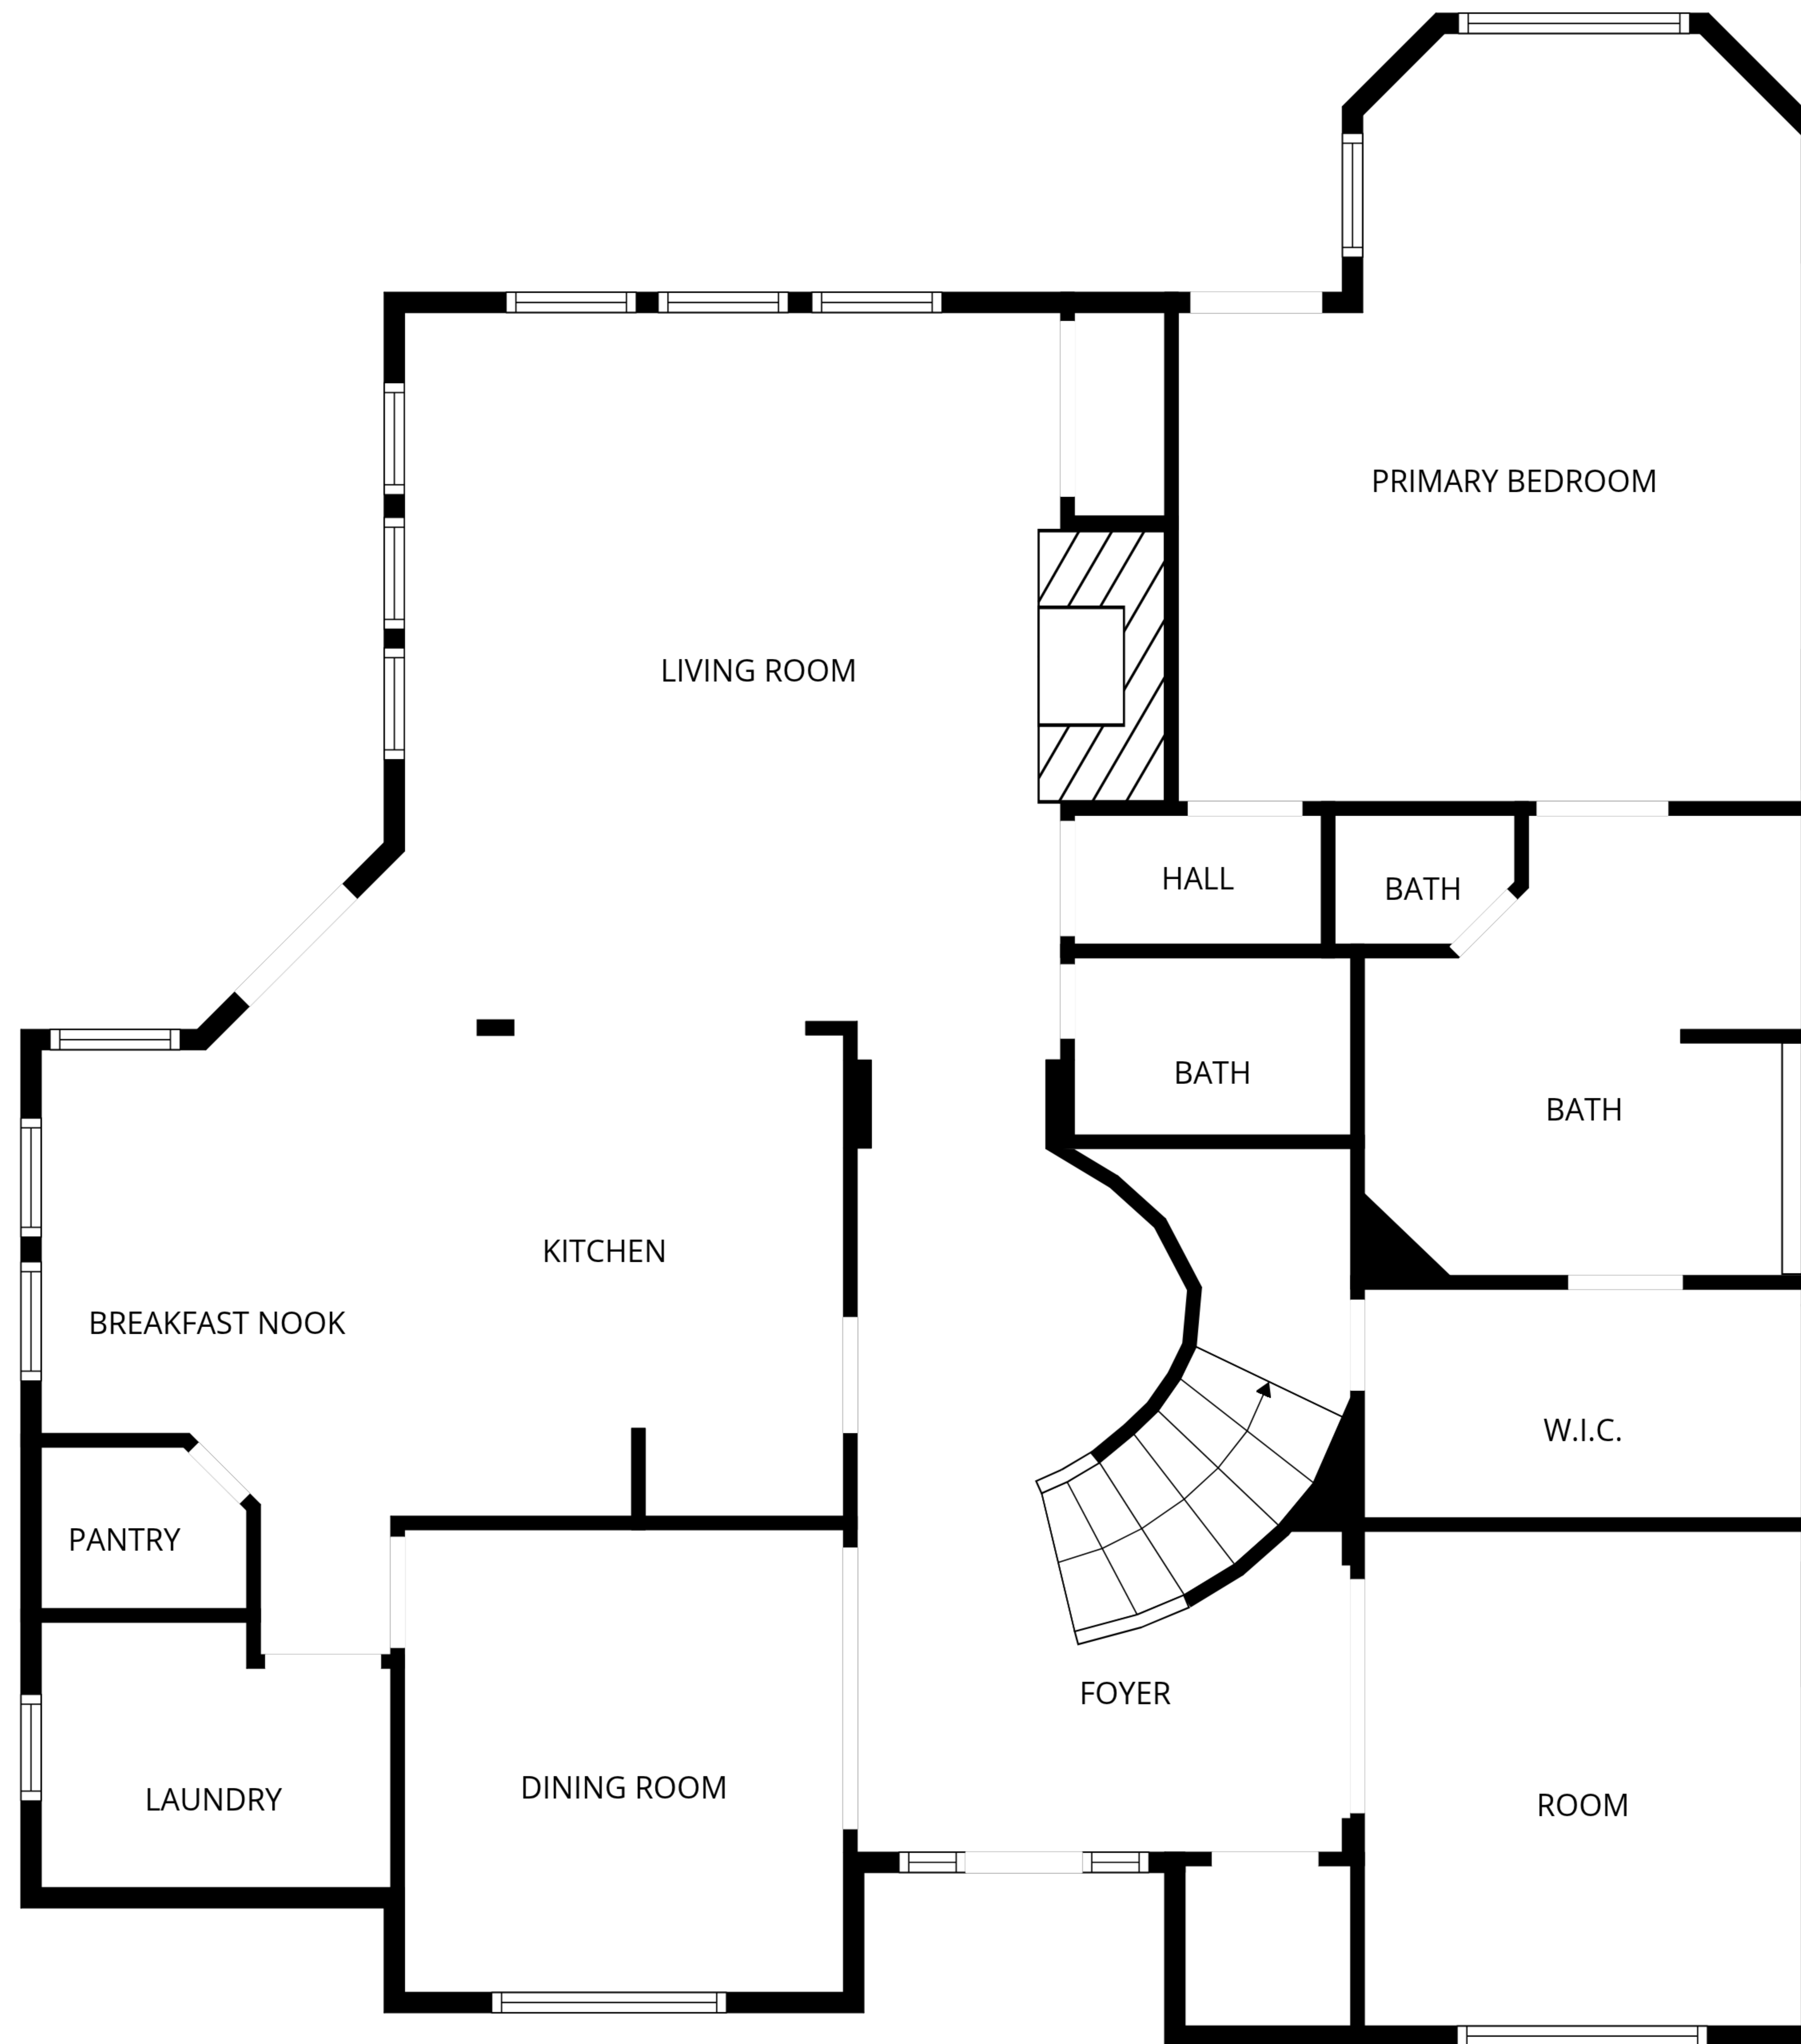 PRIMARY BEDROOM
LIVING ROOM
HALL
BATH
BATH
BATH
KITCHEN
BREAKFAST NOOK
W.I.C.
PANTRY
FOYER
DINING ROOM
LAUNDRY
ROOM